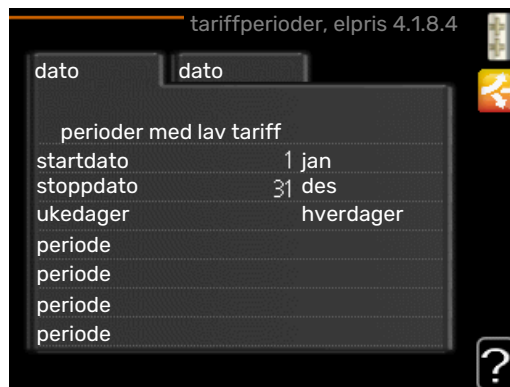 tariffperioder, elpris 4.1.8.4
dato dato
perioder med lav tariff
startdato 1 jan
stoppdato 31 des
ukedager hverdager
periode
periode
periode
periode
?